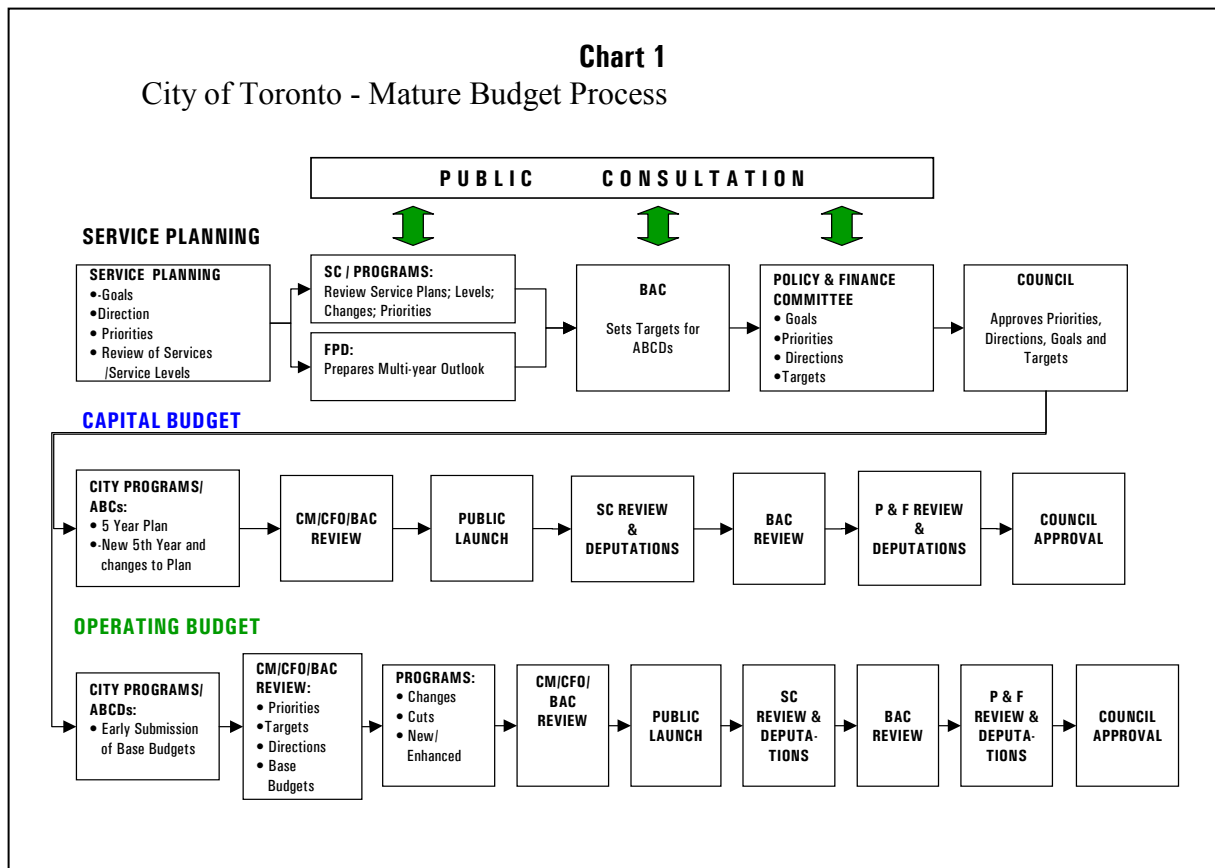 Chart 1
City of Toronto - Mature Budget Process
PUBLIC CONSULTATION
SERVICE PLANNING
SERVICE PLANNING
•-Goals
•Direction
• Priorities
• Review of Services
/Service Levels
SC / PROGRAMS:
Review Service Plans; Levels;
Changes; Priorities
FPD:
Prepares Multi-year Outlook
BAC
Sets Targets for
ABCDs
POLICY & FINANCE
COMMITTEE
• Goals
•Priorities
• Directions
•Targets
COUNCIL
Approves Priorities,
Directions, Goals and
Targets
CAPITAL BUDGET
CITY PROGRAMS/
ABCs:
• 5 Year Plan
•-New 5th Year and
changes to Plan
CM/CFO/BAC
REVIEW
PUBLIC
LAUNCH
SC REVIEW
&
DEPUTATIONS
BAC
REVIEW
P & F REVIEW
&
DEPUTATIONS
COUNCIL
APPROVAL
OPERATING BUDGET
CITY PROGRAMS/
ABCDs:
• Early Submission
of Base Budgets
CM/CFO/BAC
REVIEW:
• Priorities
•Targets
• Directions
• Base
Budgets
PROGRAMS:
• Changes
• Cuts
• New/
Enhanced
CM/CFO/
BAC
REVIEW
PUBLIC
LAUNCH
SC
REVIEW &
DEPUTA-
TIONS
BAC
REVIEW
P & F
REVIEW &
DEPUTA-
TIONS
COUNCIL
APPROVAL